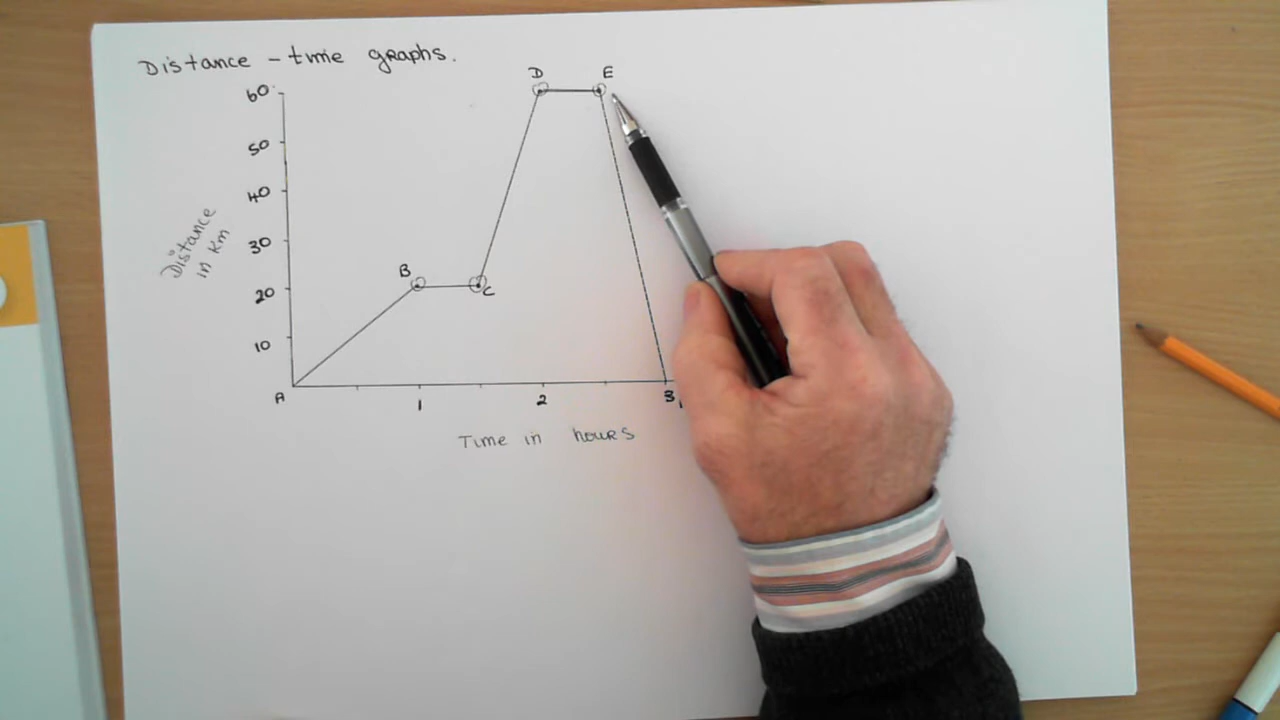 Distance - time graphs.
D E
60
50
40
Distance
in Km
30
B
20
C
10
A
1 2 3
Time in hours